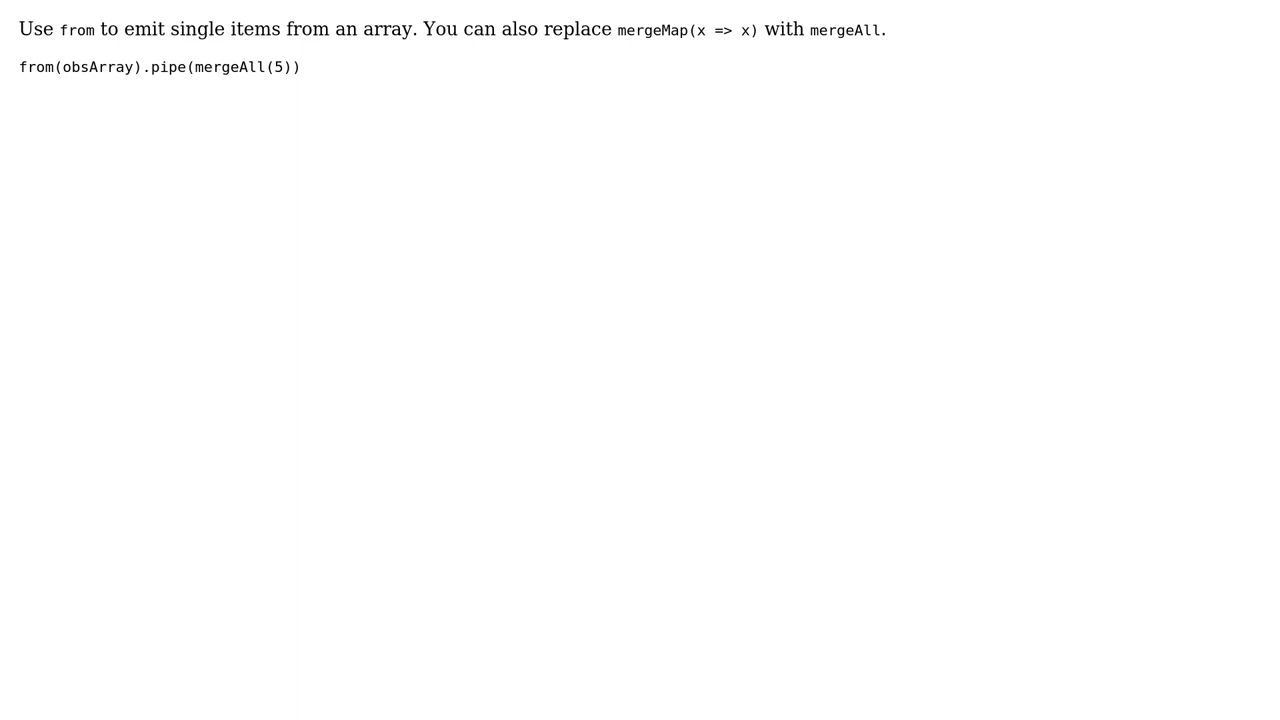 Use from to emit single items from an array. You can also replace mergeMap(x => x) with mergeAll.
from(obsArray).pipe(mergeAll(5))